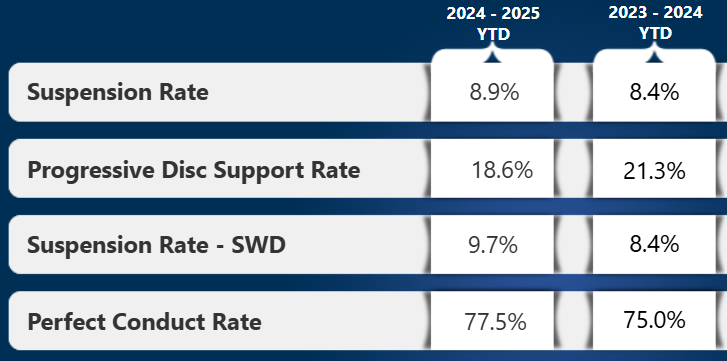 2024 - 2025 2023 - 2024
YTD YTD
Suspension Rate 8.9% 8.4%
Progressive Disc Support Rate 18.6% 21.3%
Suspension Rate - SWD 9.7% 8.4%
Perfect Conduct Rate 77.5% 75.0%